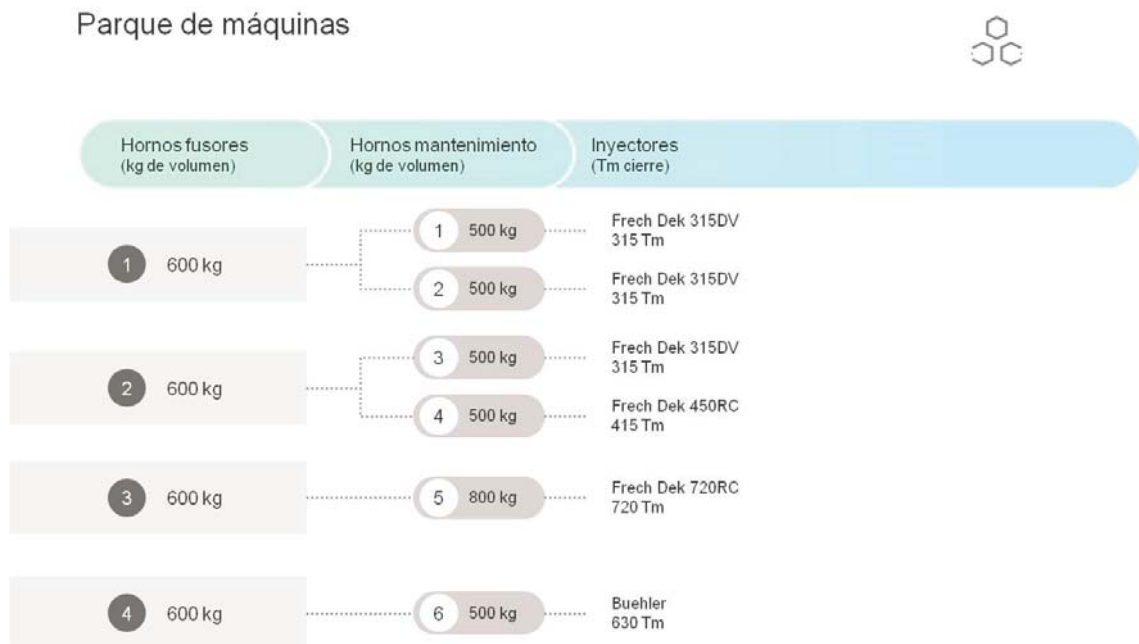 Parque de máquinas
Hornos fusores
(kg de volumen)
Hornos mantenimiento
(kg de volumen)
Inyectores
(Tm cierre)
1 600 kg
1 500 kg
Frech Dek 315DV
315 Tm
2 500 kg
Frech Dek 315DV
315 Tm
2 600 kg
3 500 kg
Frech Dek 315DV
315 Tm
4 500 kg
Frech Dek 450RC
415 Tm
3 600 kg
5 800 kg
Frech Dek 720RC
720 Tm
4 600 kg
6 500 kg
Buehler
630 Tm